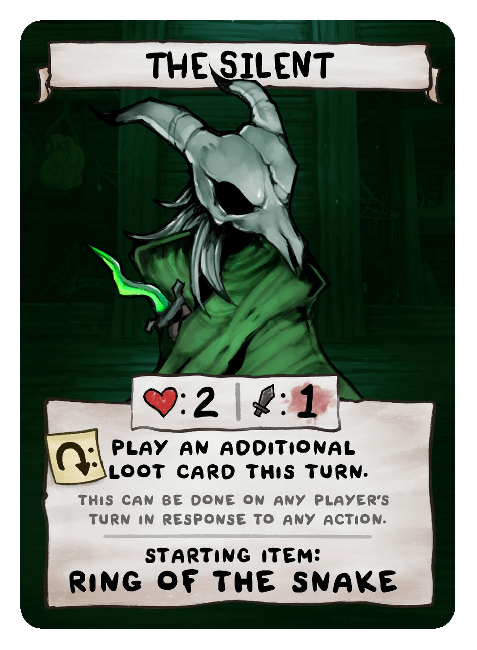 THE SILENT
:2 | :1
: PLAY AN ADDITIONAL
LOOT CARD THIS TURN.
THIS CAN BE DONE ON ANY PLAYER'S
TURN IN RESPONSE TO ANY ACTION.
STARTING ITEM:
RING OF THE SNAKE